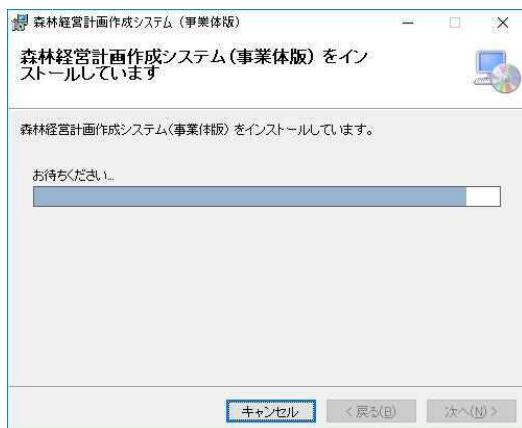 森林経営計画作成システム（事業体版）
森林経営計画作成システム（事業体版）をイン
ストールしています
森林経営計画作成システム（事業体版）をインストールしています。
お待ちください...
キャンセル
< 戻る(B)
次へ(N) >